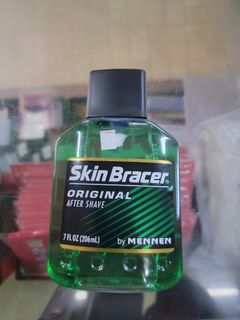 Skin Bracer®
ORIGINAL
AFTER SHAVE
7 FL OZ (206mL)
by MENNEN